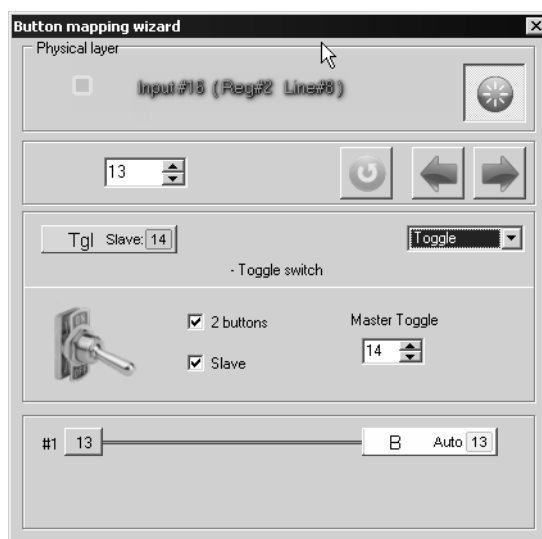 Button mapping wizard
Physical layer
Input #16 (Reg#2 Line#8)
13
Tgl Slave: 14
Toggle
- Toggle switch
2 buttons
Master Toggle
14
Slave
#1 13
B Auto 13